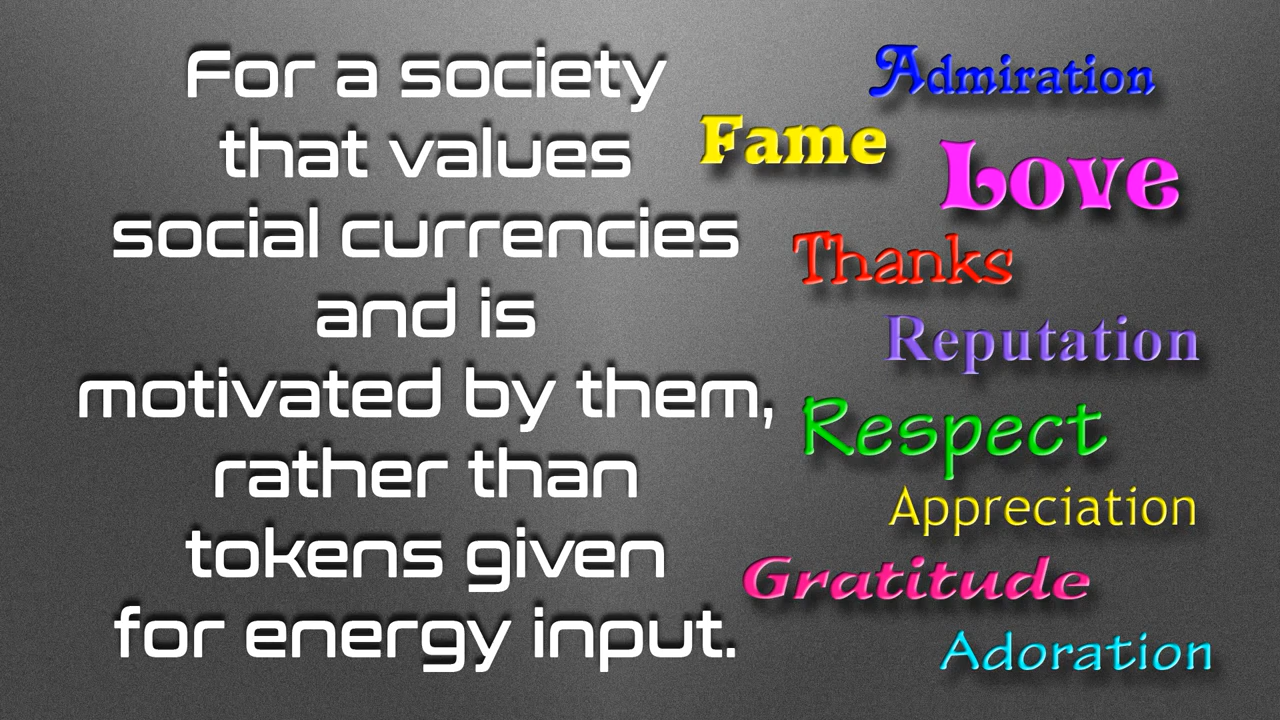 For a society
that values
social currencies
and is
motivated by them,
rather than
tokens given
for energy input.
Admiration
Fame
Love
Thanks
Reputation
Respect
Appreciation
Gratitude
Adoration